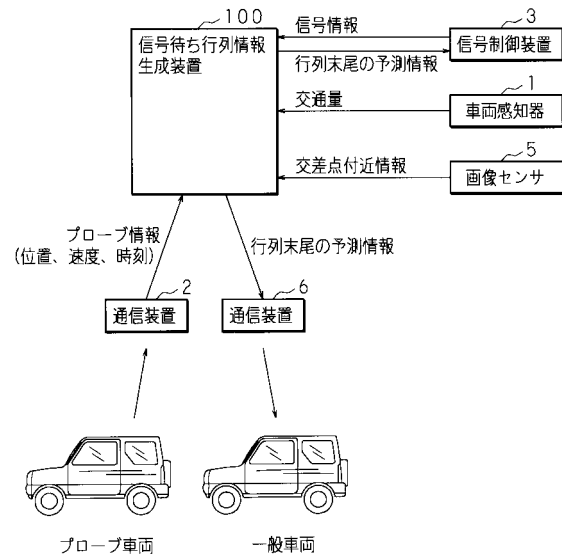 100
信号待ち行列情報
生成装置
信号情報
行列末尾の予測情報
3
信号制御装置
交通量
1
車両感知器
交差点付近情報
5
画像センサ
プローブ情報
(位置、速度、時刻)
行列末尾の予測情報
2
通信装置
6
通信装置
プローブ車両
一般車両